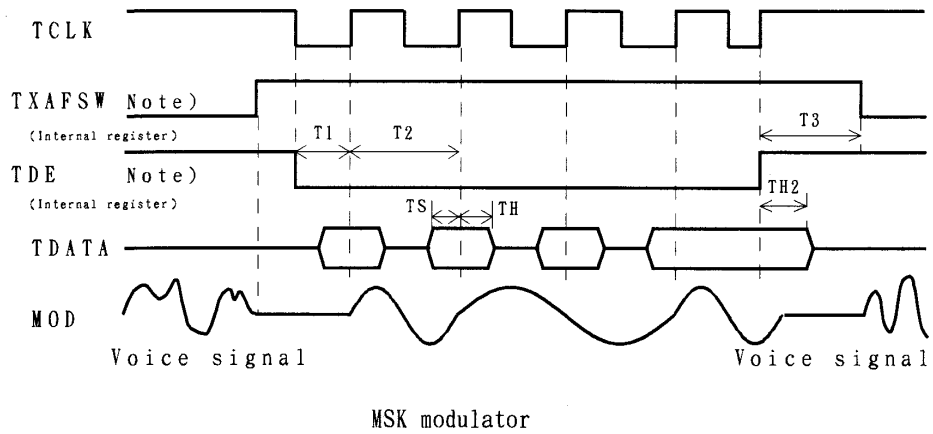 TCLK
TXAFSW Note)
(Internal register)
T3
T1 T2
TDE Note)
(Internal register)
TH2
TS TH
TDATA
MOD
Voice signal Voice signal
MSK modulator